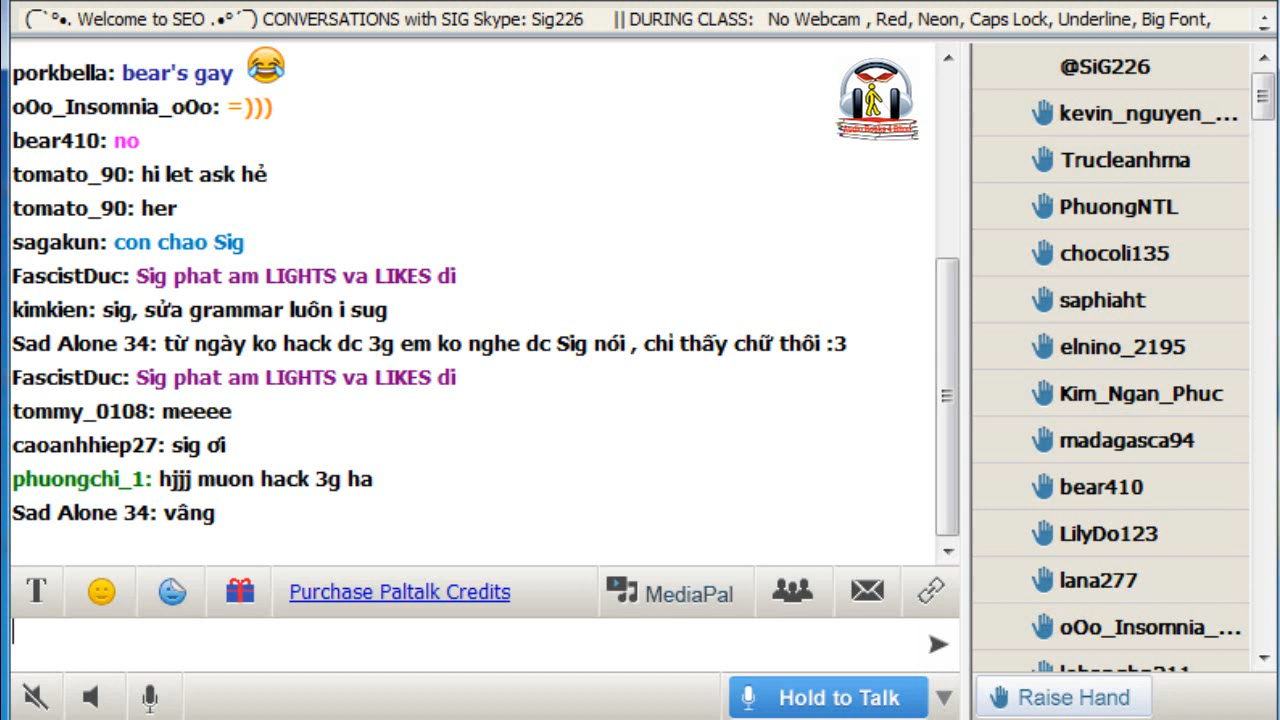 (¯`°•. Welcome to SEO .•°´¯) CONVERSATIONS with SIG Skype: Sig226 || DURING CLASS: No Webcam , Red, Neon, Caps Lock, Underline, Big Font,
porkbella: bear's gay 😂
oOo_Insomnia_oOo: =)))
bear410: no
tomato_90: hi let ask hẻ
tomato_90: her
sagakun: con chao Sig
FascistDuc: Sig phat am LIGHTS va LIKES di
kimkien: sig, sửa grammar luôn i sug
Sad Alone 34: từ ngày ko hack dc 3g em ko nghe dc Sig nói , chỉ thấy chữ thôi :3
FascistDuc: Sig phat am LIGHTS va LIKES di
tommy_0108: meeee
caoanhhiep27: sig ơi
phuongchi_1: hjjj muon hack 3g ha
Sad Alone 34: vâng
T
Purchase Paltalk Credits
MediaPal
Hold to Talk
@SiG226
kevin_nguyen_...
Trucleanhma
PhuongNTL
chocoli135
saphiaht
elnino_2195
Kim_Ngan_Phuc
madagasca94
bear410
LilyDo123
lana277
oOo_Insomnia_...
Raise Hand